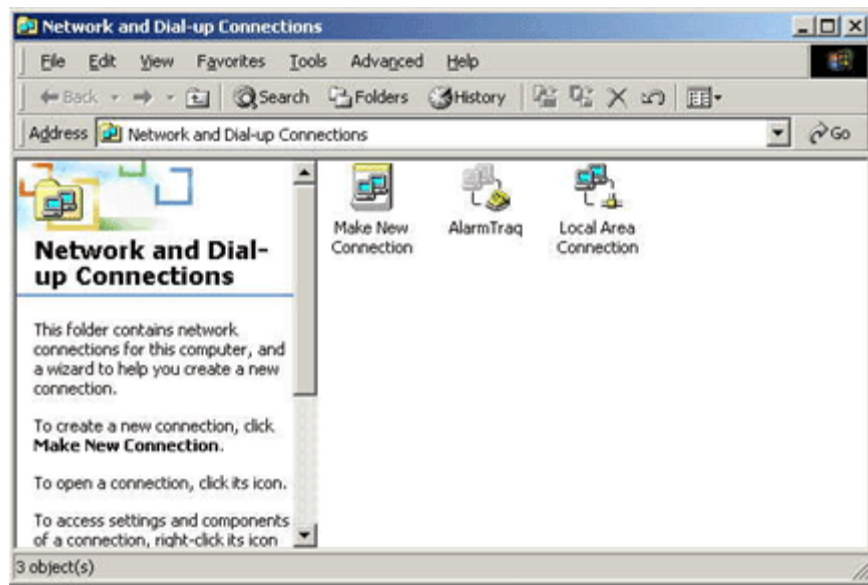 Network and Dial-up Connections
File Edit View Favorites Tools Advanced Help
Back Search Folders History
Address Network and Dial-up Connections Go
Make New
Connection
AlarmTraq
Local Area
Connection
Network and Dial-
up Connections
This folder contains network
connections for this computer, and
a wizard to help you create a new
connection.
To create a new connection, click
Make New Connection.
To open a connection, click its icon.
To access settings and components
of a connection, right-click its icon
3 object(s)